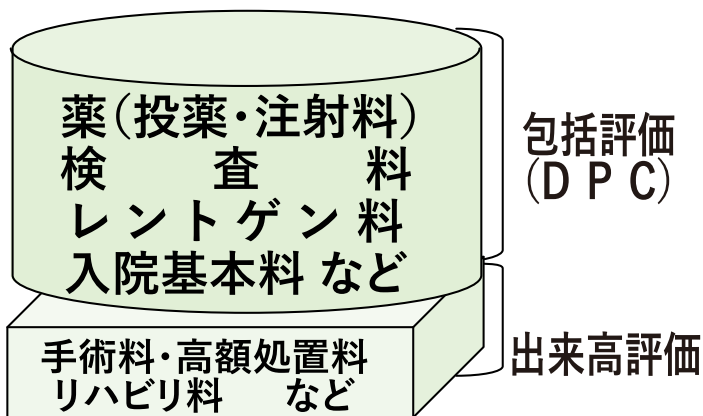 薬（投薬・注射料）
検査料
レントゲン料
入院基本料 など
包括評価
（DPC）
手術料・高額処置料
リハビリ料 など
出来高評価